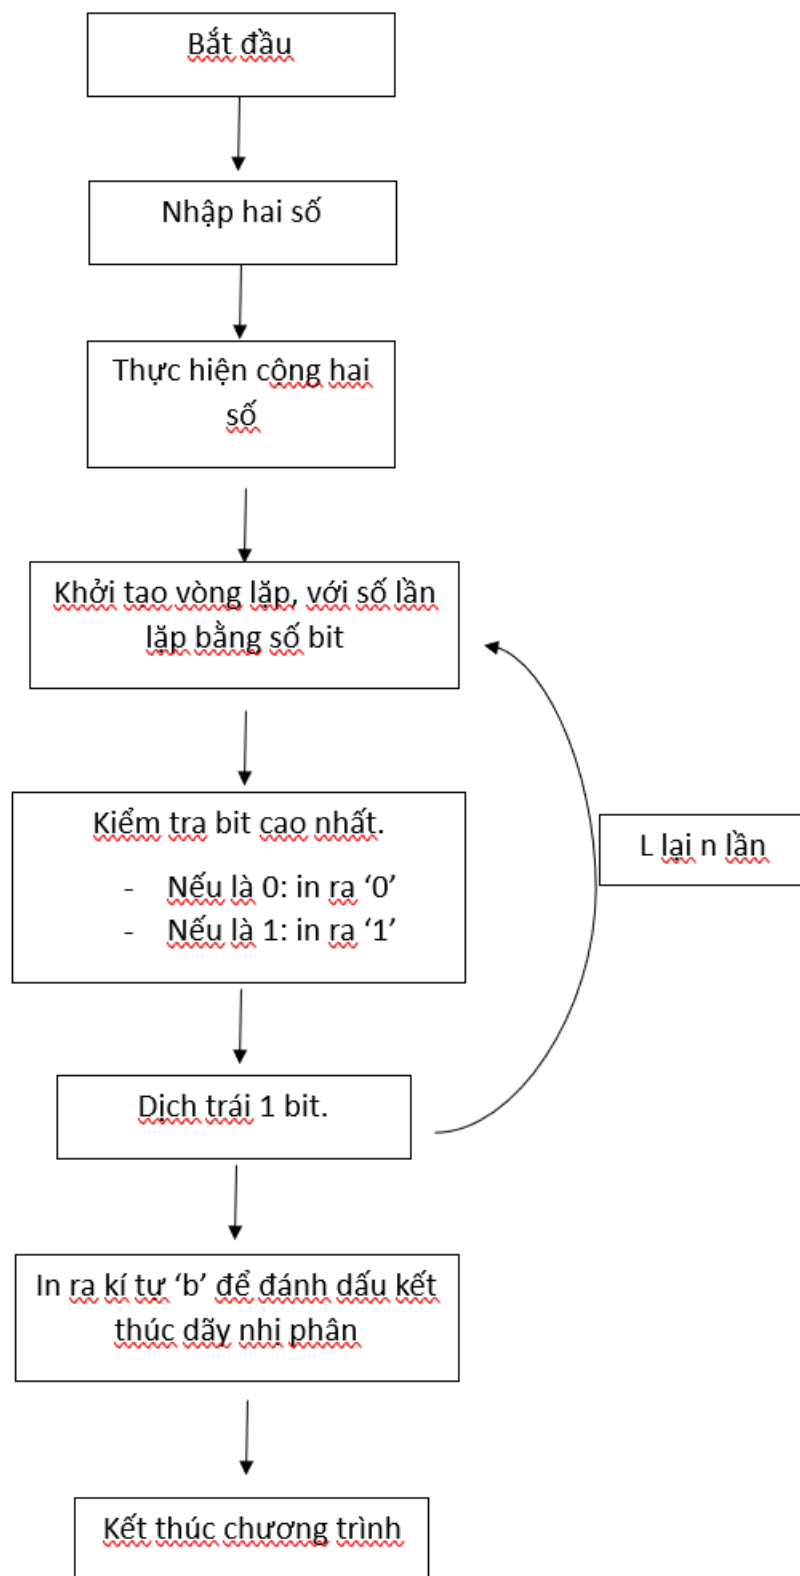 Bắt đầu
Nhập hai số
Thực hiện cộng hai
số
Khởi tạo vòng lặp, với số lần
lặp bằng số bit
Kiểm tra bit cao nhất.
- Nếu là 0: in ra ‘0’
- Nếu là 1: in ra ‘1’
L lại n lần
Dịch trái 1 bit.
In ra kí tự ‘b’ để đánh dấu kết
thúc dãy nhị phân
Kết thúc chương trình